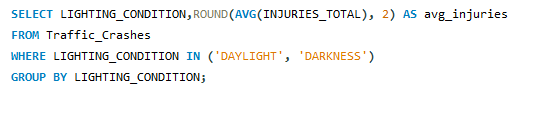 SELECT LIGHTING_CONDITION,ROUND(AVG(INJURIES_TOTAL), 2) AS avg_injuries
FROM Traffic_Crashes
WHERE LIGHTING_CONDITION IN ('DAYLIGHT', 'DARKNESS')
GROUP BY LIGHTING_CONDITION;